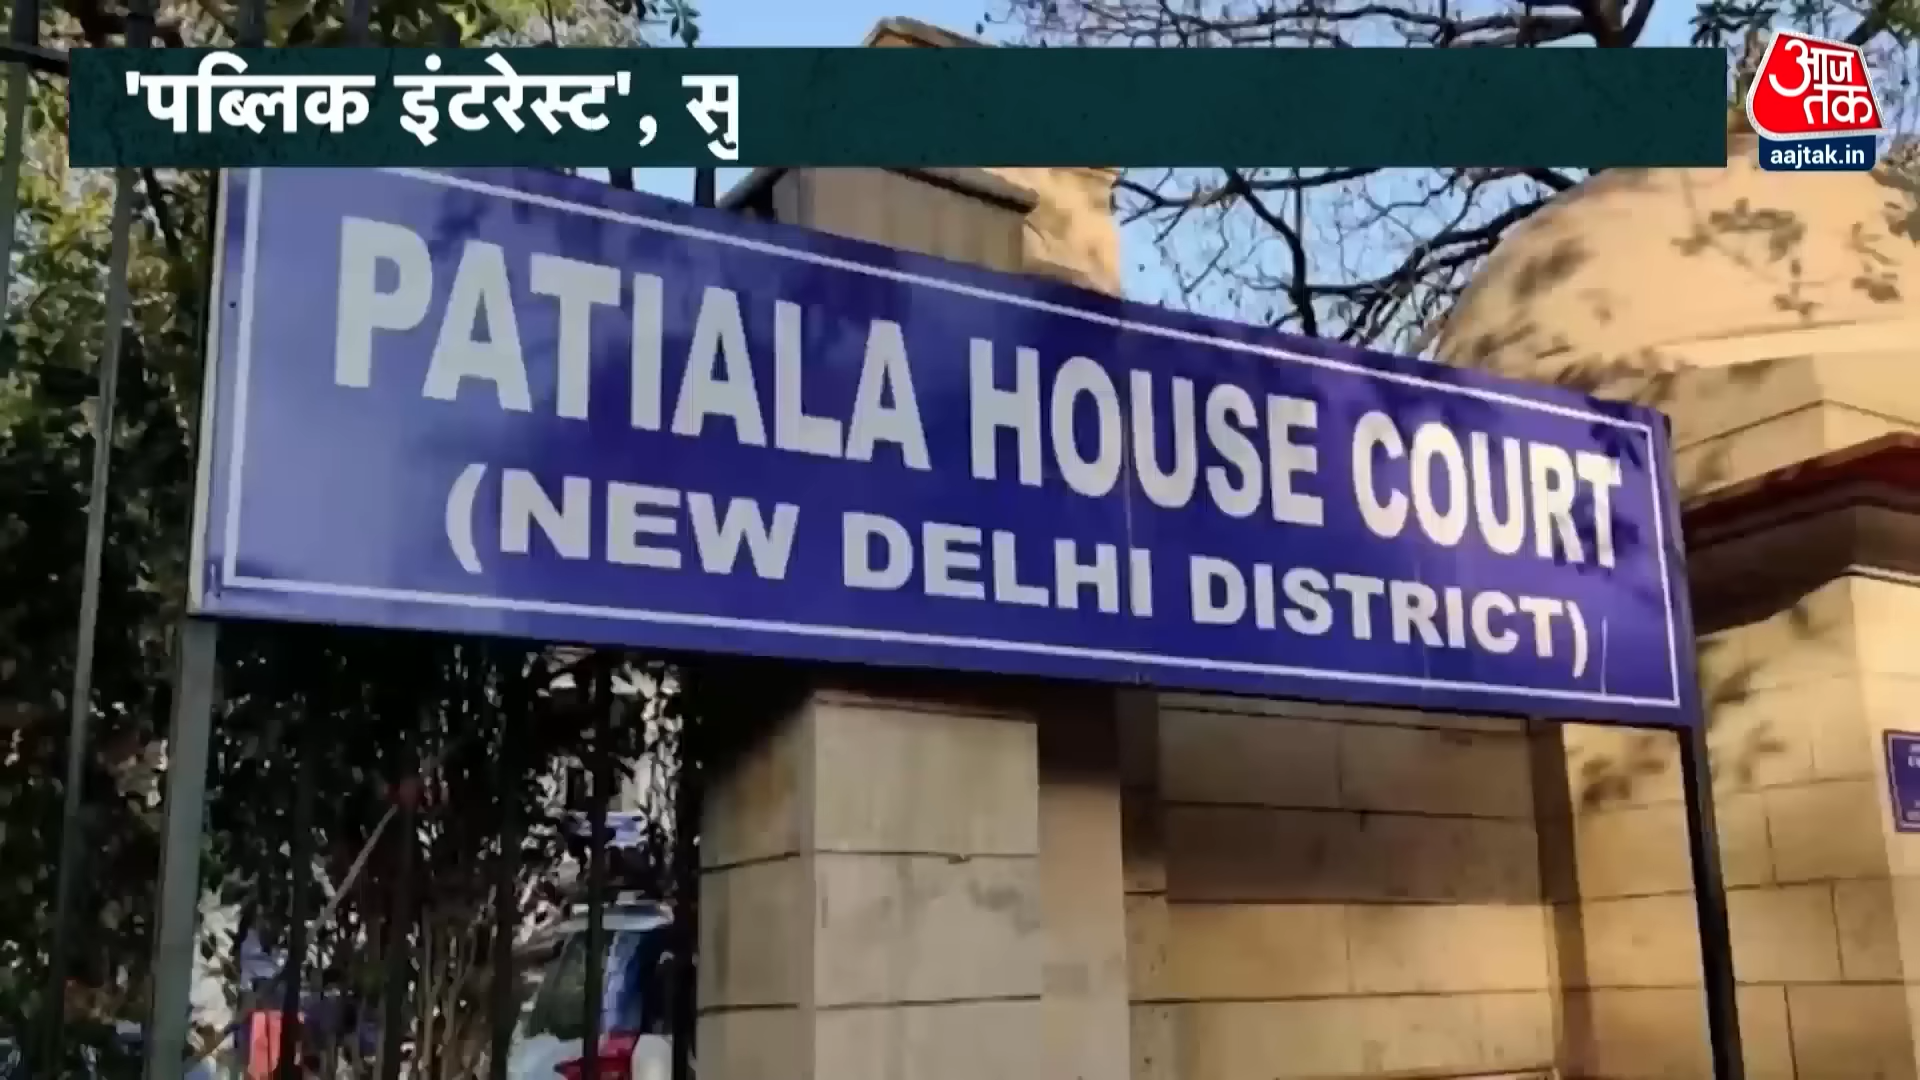 'पब्लिक इंटरेस्ट', सु
आज
तक
aajtak.in
PATIALA HOUSE COURT
(NEW DELHI DISTRICT)